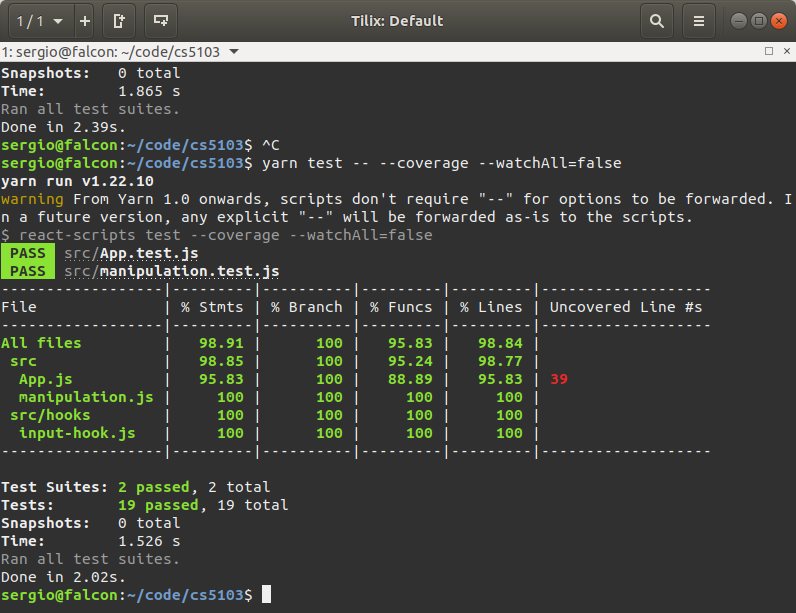 1 / 1
Tilix: Default
1: sergio@falcon: ~/code/cs5103
Snapshots:   0 total
Time:        1.865 s
Ran all test suites.
Done in 2.39s.
sergio@falcon:~/code/cs5103$ ^C
sergio@falcon:~/code/cs5103$ yarn test -- --coverage --watchAll=false
yarn run v1.22.10
warning From Yarn 1.0 onwards, scripts don't require "--" for options to be forwarded. I
n a future version, any explicit "--" will be forwarded as-is to the scripts.
$ react-scripts test --coverage --watchAll=false
PASS  src/App.test.js
PASS  src/manipulation.test.js
------------------|---------|----------|---------|---------|-------------------
File              | % Stmts | % Branch | % Funcs | % Lines | Uncovered Line #s
------------------|---------|----------|---------|---------|-------------------
All files         |   98.91 |      100 |   95.83 |   98.84 |
 src              |   98.85 |      100 |   95.24 |   98.77 |
  App.js          |   95.83 |      100 |   88.89 |   95.83 | 39
  manipulation.js |     100 |      100 |     100 |     100 |
 src/hooks        |     100 |      100 |     100 |     100 |
  input-hook.js   |     100 |      100 |     100 |     100 |
------------------|---------|----------|---------|---------|-------------------
Test Suites: 2 passed, 2 total
Tests:       19 passed, 19 total
Snapshots:   0 total
Time:        1.526 s
Ran all test suites.
Done in 2.02s.
sergio@falcon:~/code/cs5103$